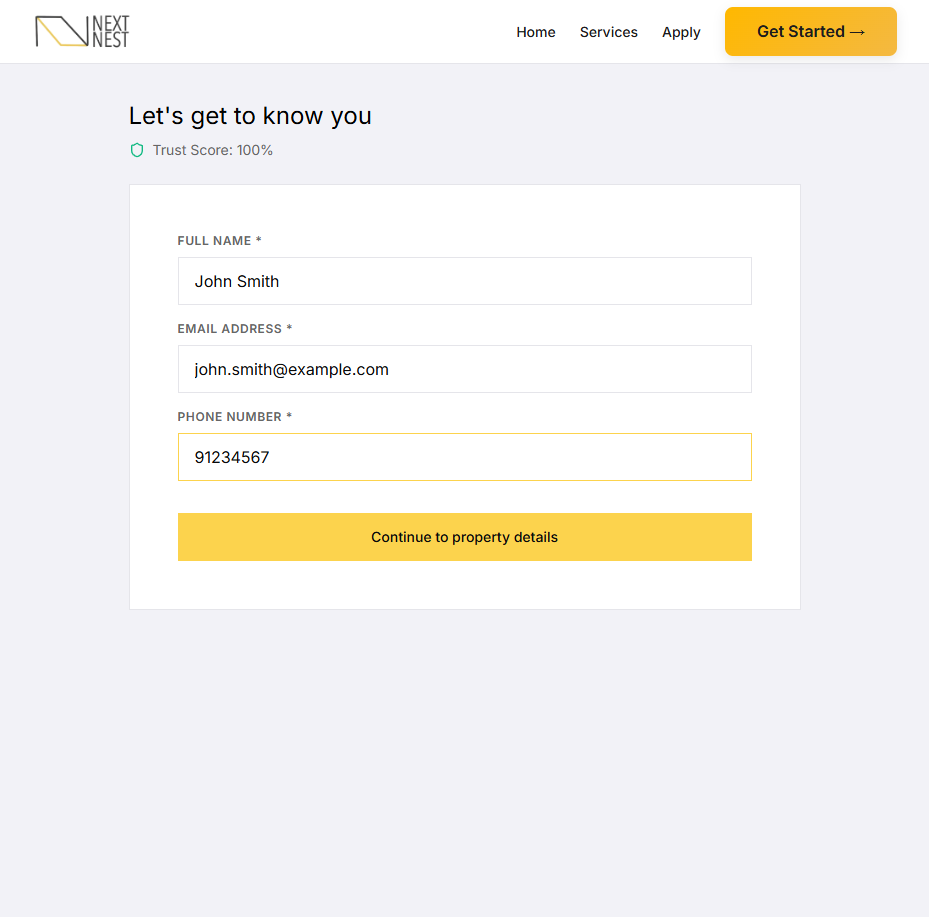 NEXT
NEST
Home
Services
Apply
Get Started →
Let's get to know you
Trust Score: 100%
FULL NAME *
John Smith
EMAIL ADDRESS *
john.smith@example.com
PHONE NUMBER *
91234567
Continue to property details